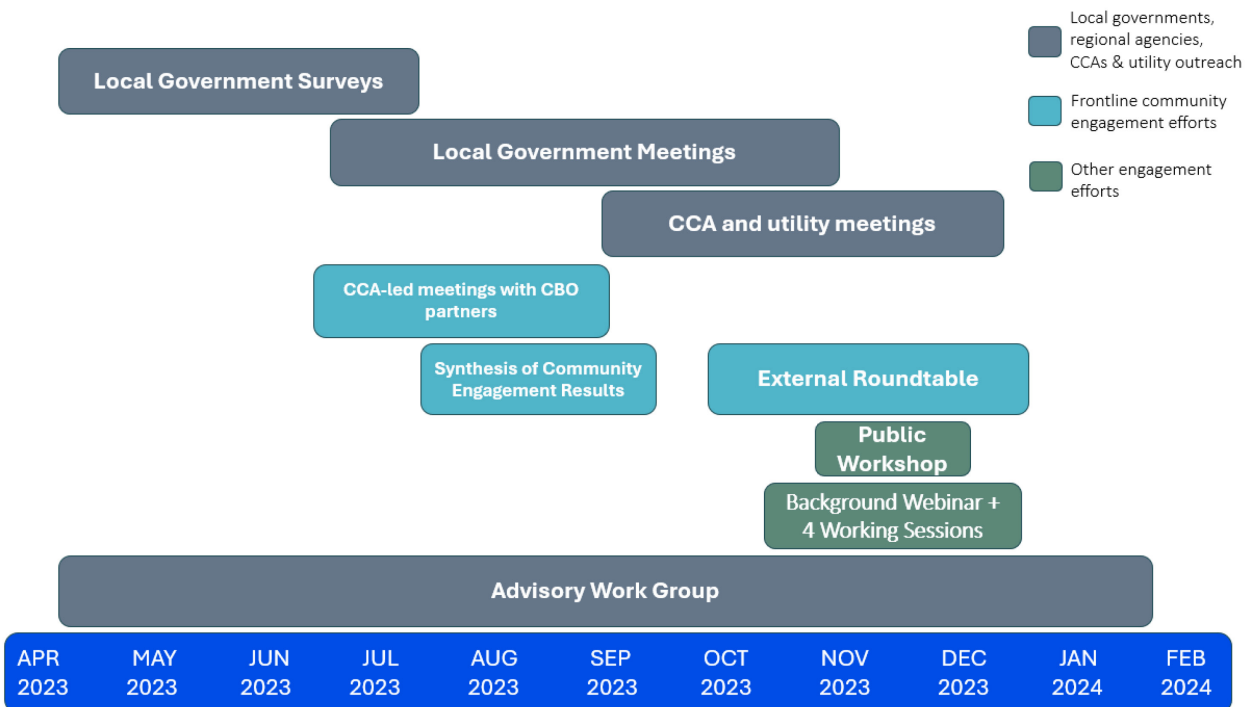 Local governments,
regional agencies,
CCAs & utility outreach
Frontline community
engagement efforts
Other engagement
efforts
Local Government Surveys
Local Government Meetings
CCA and utility meetings
CCA-led meetings with CBO
partners
Synthesis of Community
Engagement Results
External Roundtable
Public
Workshop
Background Webinar +
4 Working Sessions
Advisory Work Group
APR MAY JUN JUL AUG SEP OCT NOV DEC JAN FEB
2023 2023 2023 2023 2023 2023 2023 2023 2023 2024 2024